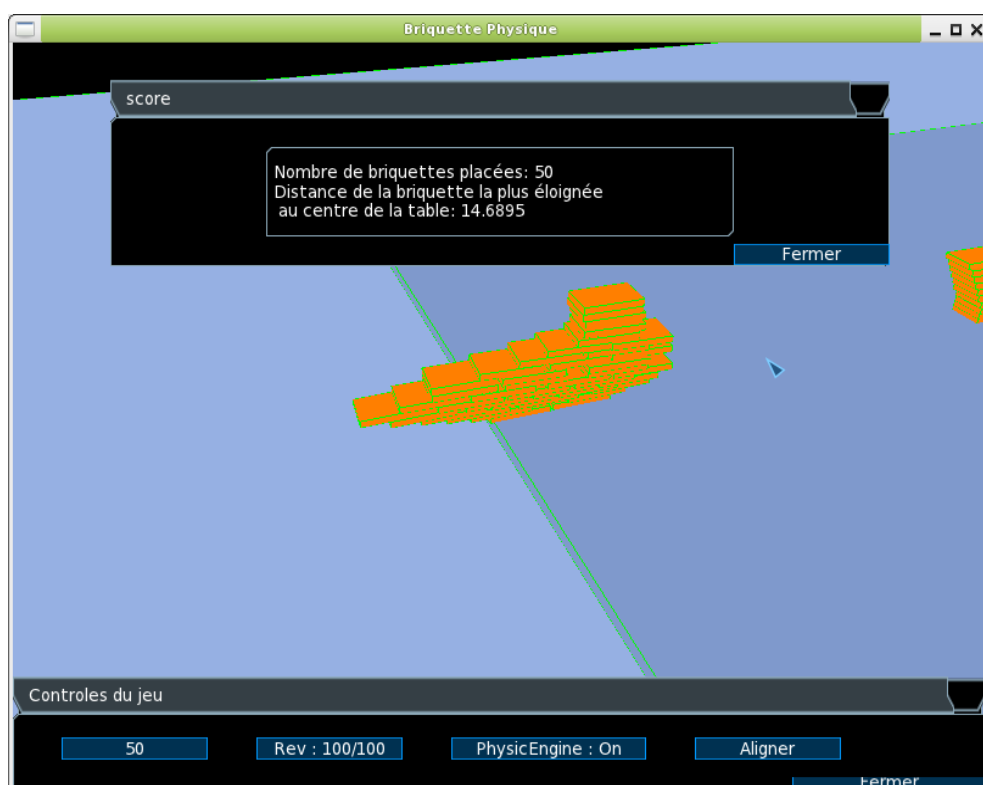 Briquette Physique
score
Nombre de briquettes placées: 50
Distance de la briquette la plus éloignée
au centre de la table: 14.6895
Fermer
Controles du jeu
50
Rev : 100/100
PhysicEngine : On
Aligner
Fermer